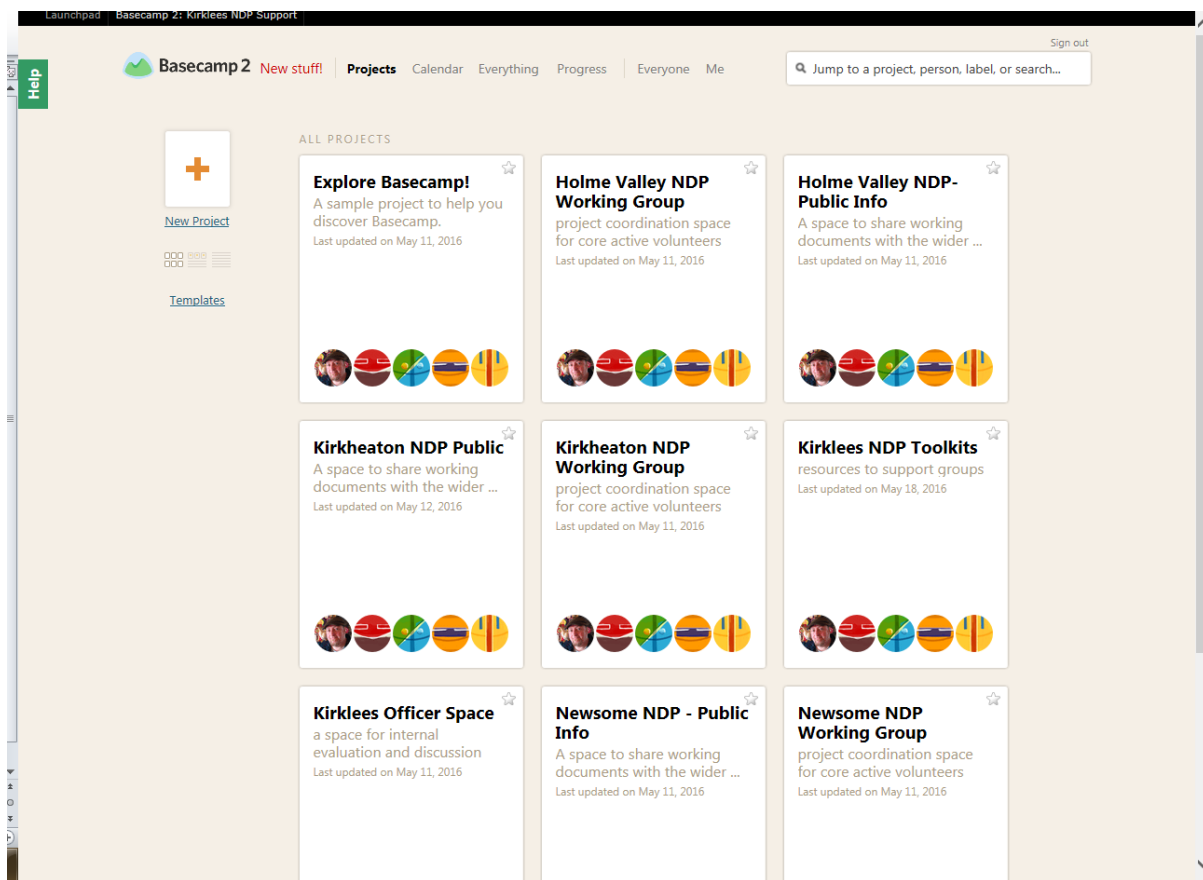 Launchpad Basecamp 2: Kirklees NDP Support
Sign out
Help
Basecamp 2 New stuff! Projects Calendar Everything Progress Everyone Me
Jump to a project, person, label, or search...
New Project
Templates
ALL PROJECTS
Explore Basecamp!
A sample project to help you
discover Basecamp.
Last updated on May 11, 2016
Holme Valley NDP
Working Group
project coordination space
for core active volunteers
Last updated on May 11, 2016
Holme Valley NDP-
Public Info
A space to share working
documents with the wider ...
Last updated on May 11, 2016
Kirkheaton NDP Public
A space to share working
documents with the wider ...
Last updated on May 12, 2016
Kirkheaton NDP
Working Group
project coordination space
for core active volunteers
Last updated on May 11, 2016
Kirklees NDP Toolkits
resources to support groups
Last updated on May 18, 2016
Kirklees Officer Space
a space for internal
evaluation and discussion
Last updated on May 11, 2016
Newsome NDP - Public
Info
A space to share working
documents with the wider ...
Last updated on May 11, 2016
Newsome NDP
Working Group
project coordination space
for core active volunteers
Last updated on May 11, 2016